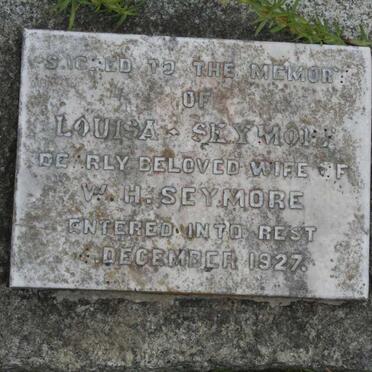 SACRED TO THE MEMORY
OF
LOUISA SEYMORE
DEARLY BELOVED WIFE OF
W. H. SEYMORE
ENTERED INTO REST
DECEMBER 1927.